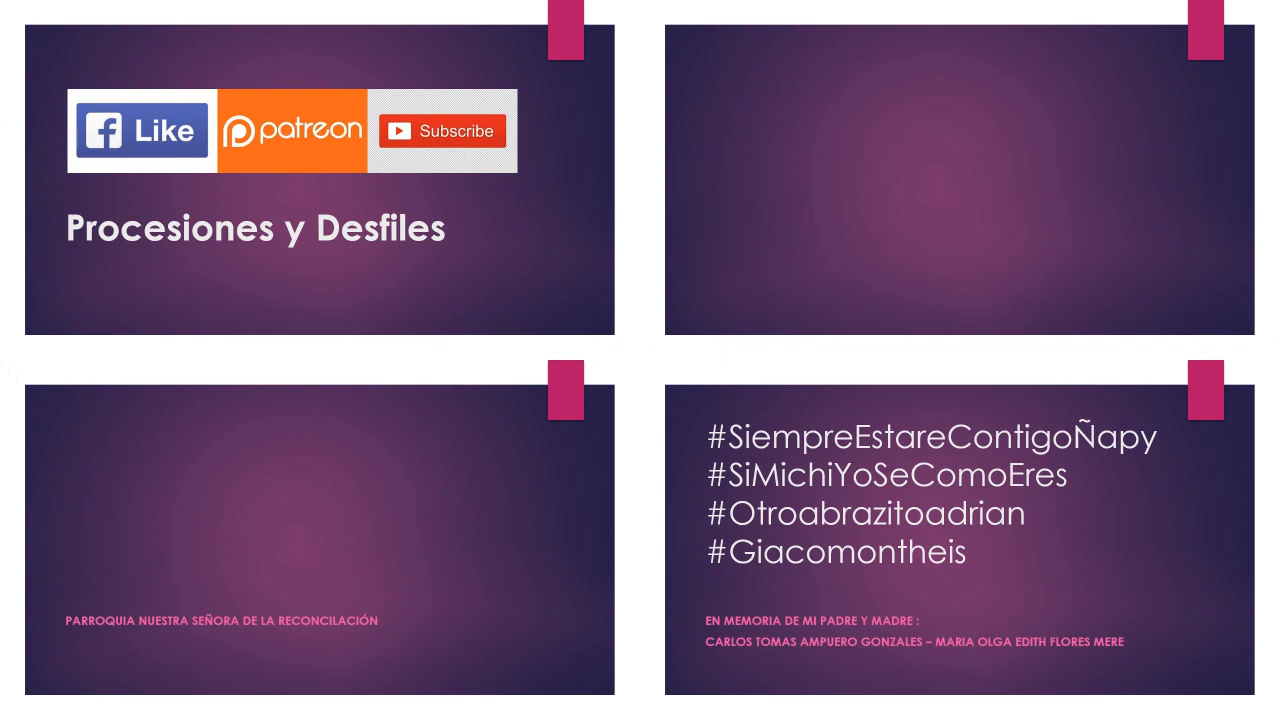 Like
patreon
Subscribe
Procesiones y Desfiles
PARROQUIA NUESTRA SEÑORA DE LA RECONCILACIÓN
#SiempreEstareContigoÑapy
#SiMichiYoSeComoEres
#Otroabrazitoadrian
#Giacomontheis
EN MEMORIA DE MI PADRE Y MADRE :
CARLOS TOMAS AMPUERO GONZALES – MARIA OLGA EDITH FLORES MERE